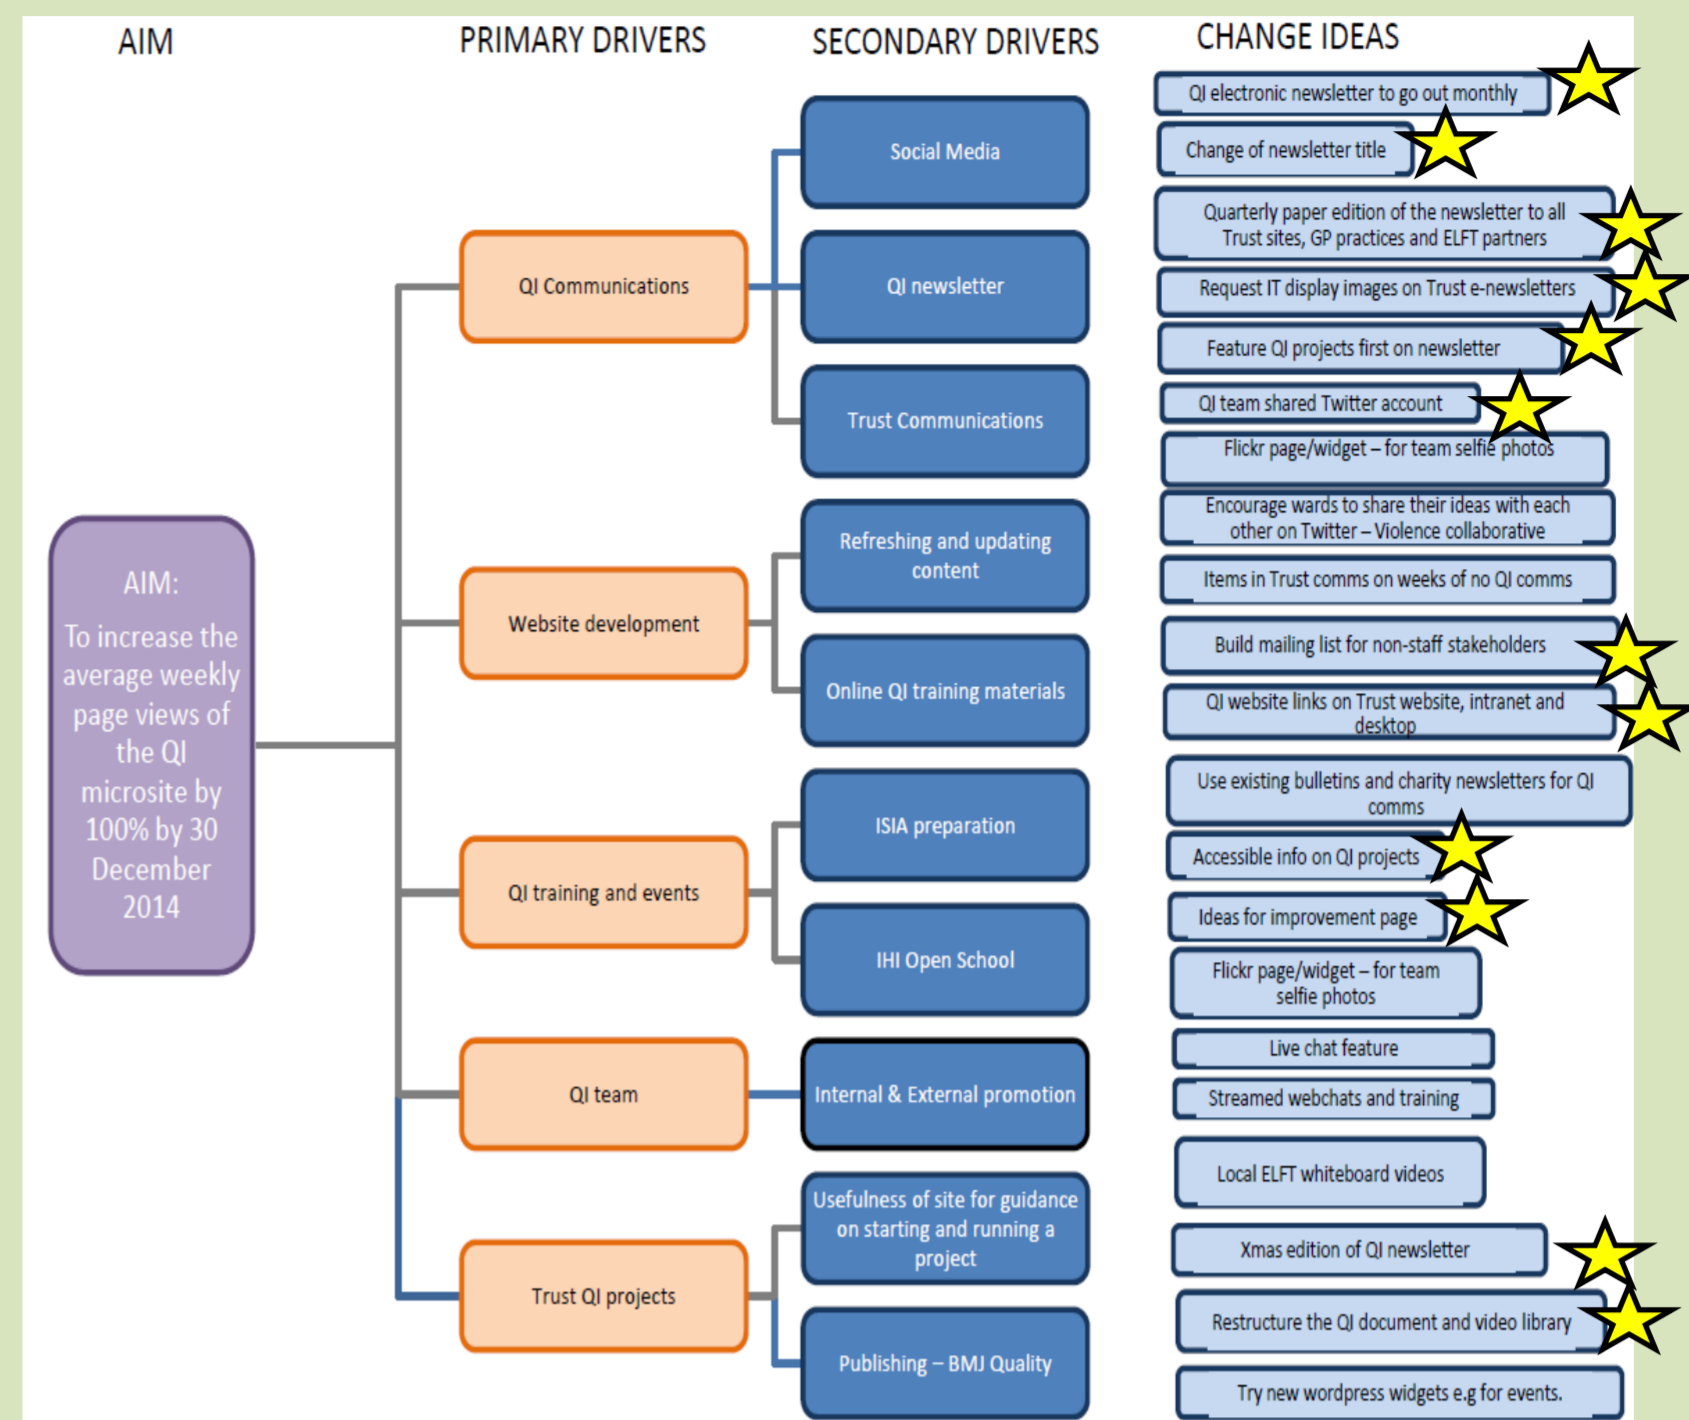 AIM
PRIMARY DRIVERS
SECONDARY DRIVERS
CHANGE IDEAS
AIM:
To increase the
average weekly
page views of
the QI
microsite by
100% by 30
December
2014
QI Communications
Website development
QI training and events
QI team
Trust QI projects
Social Media
QI newsletter
Trust Communications
Refreshing and updating
content
Online QI training materials
ISIA preparation
IHI Open School
Internal & External promotion
Usefulness of site for guidance
on starting and running a
project
Publishing – BMJ Quality
QI electronic newsletter to go out monthly
Change of newsletter title
Quarterly paper edition of the newsletter to all
Trust sites, GP practices and ELFT partners
Request IT display images on Trust e-newsletters
Feature QI projects first on newsletter
QI team shared Twitter account
Flickr page/widget – for team selfie photos
Encourage wards to share their ideas with each
other on Twitter – Violence collaborative
Items in Trust comms on weeks of no QI comms
Build mailing list for non-staff stakeholders
QI website links on Trust website, intranet and
desktop
Use existing bulletins and charity newsletters for QI
comms
Accessible info on QI projects
Ideas for improvement page
Flickr page/widget – for team
selfie photos
Live chat feature
Streamed webchats and training
Local ELFT whiteboard videos
Xmas edition of QI newsletter
Restructure the QI document and video library
Try new wordpress widgets e.g for events.